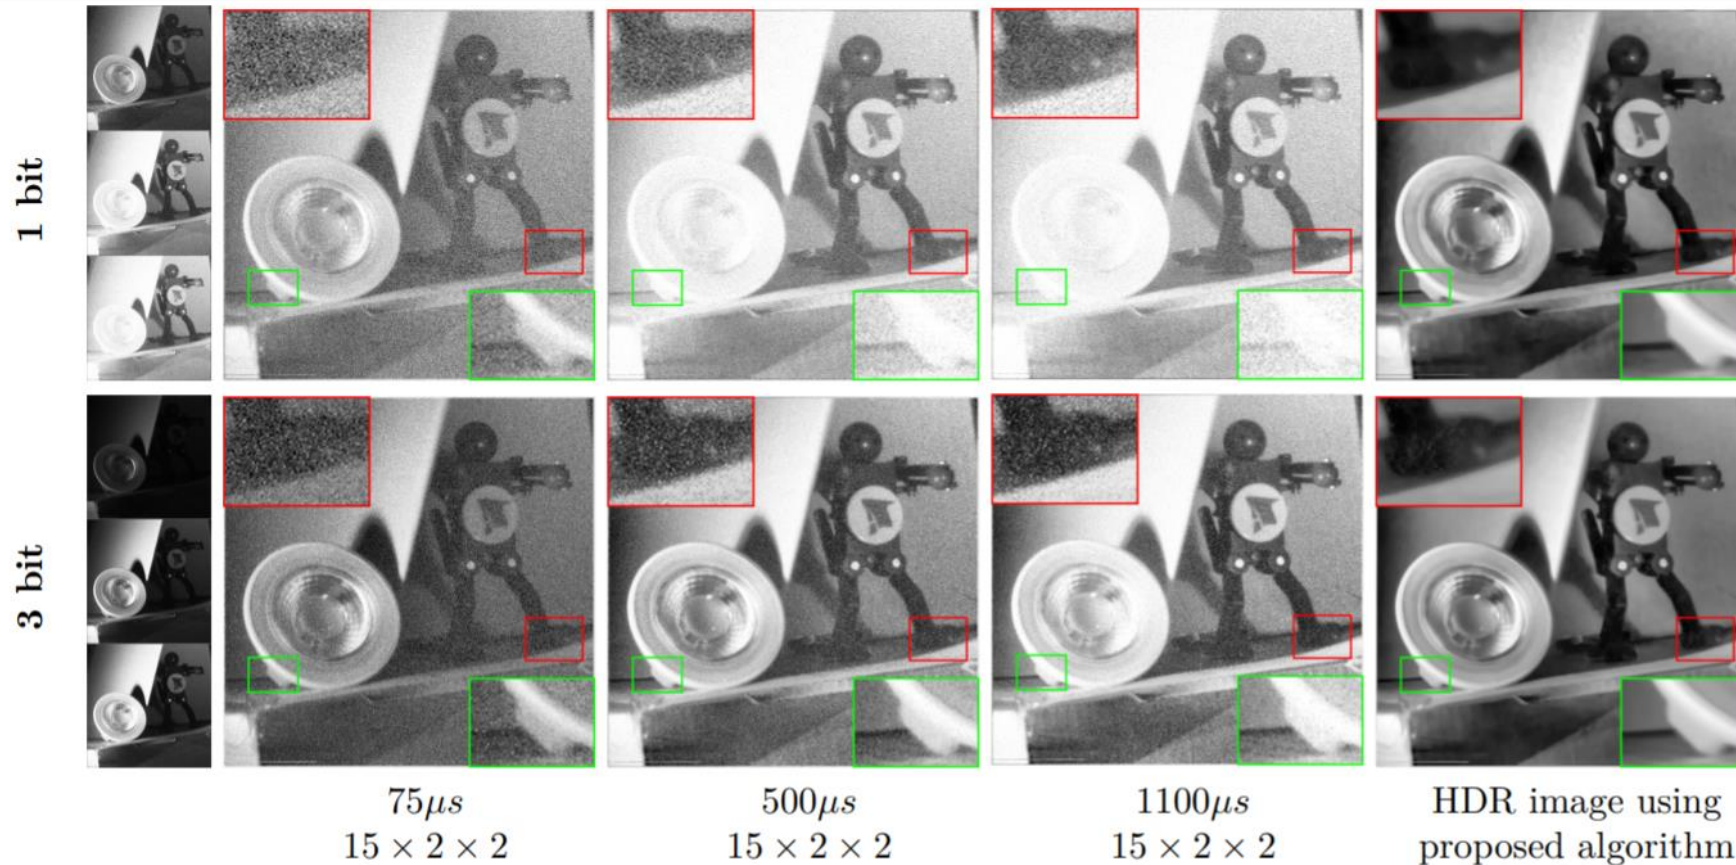 1 bit
3 bit
75μs
15 × 2 × 2
500μs
15 × 2 × 2
1100μs
15 × 2 × 2
HDR image using
proposed algorithm